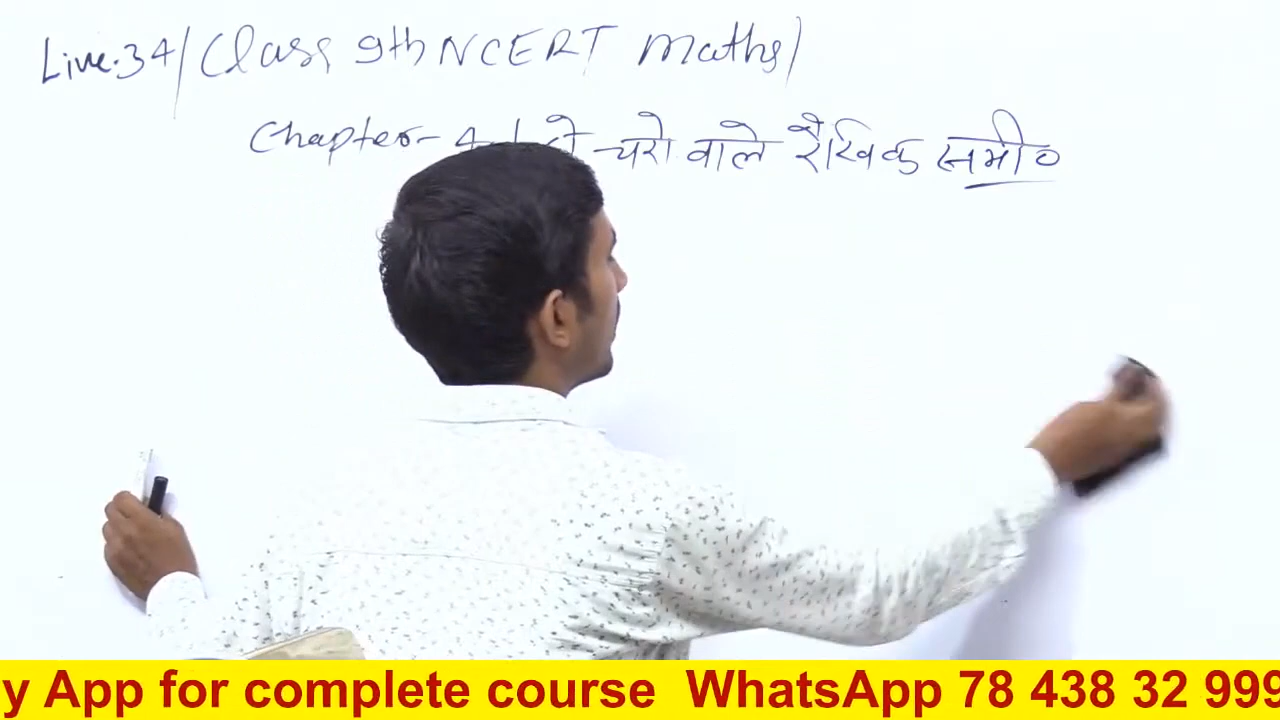 Live.34/Class 9th NCERT Maths/
Chapter-4 चरो वाले रैखिक समी०
y App for complete course WhatsApp 78 438 32 999